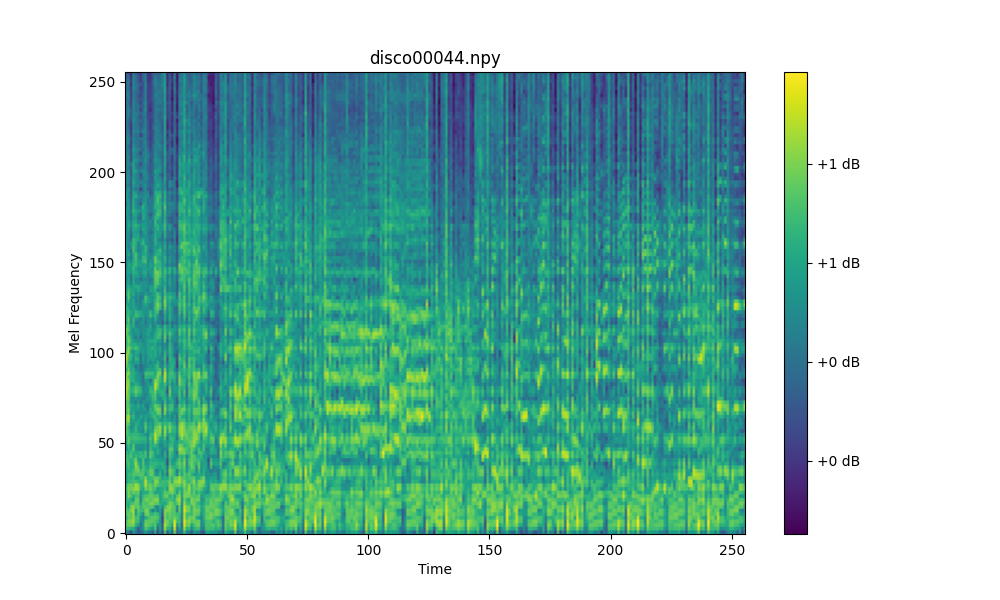 disco00044.npy
250
200
150
100
50
0
Mel Frequency
0 50 100 150 200 250
Time
+1 dB
+1 dB
+0 dB
+0 dB